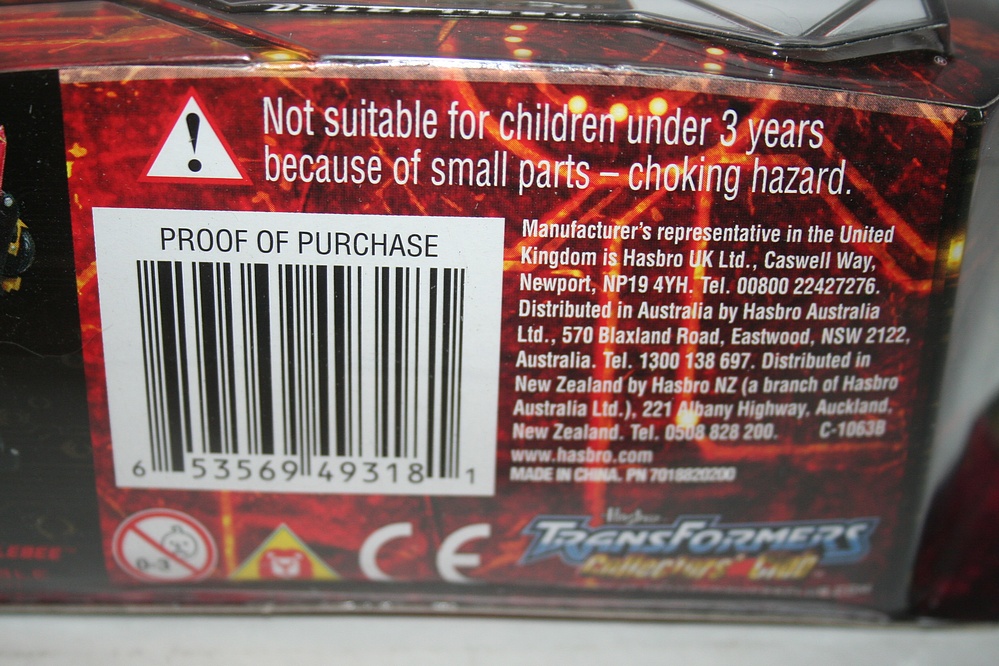 Not suitable for children under 3 years
because of small parts – choking hazard.
PROOF OF PURCHASE
6 53569 49318 1
Manufacturer's representative in the United
Kingdom is Hasbro UK Ltd., Caswell Way,
Newport, NP19 4YH. Tel. 00800 22427276.
Distributed in Australia by Hasbro Australia
Ltd., 570 Blaxland Road, Eastwood, NSW 2122,
Australia. Tel. 1300 138 697. Distributed in
New Zealand by Hasbro NZ (a branch of Hasbro
Australia Ltd.), 221 Albany Highway, Auckland,
New Zealand. Tel. 0508 828 200. C-1063B
www.hasbro.com
MADE IN CHINA. PN 7018820200
0-3
CE
Hasbro
TRANSFORMERS
Collectors' Club